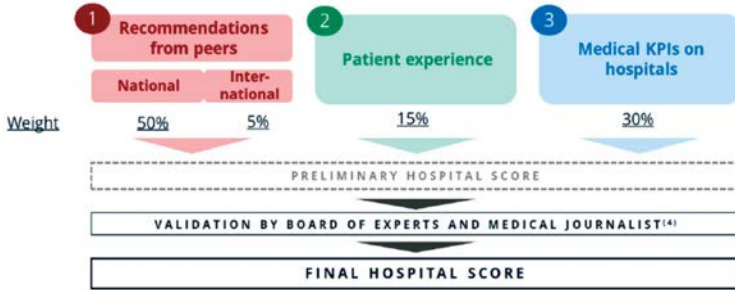 1
Recommendations
from peers
National
Inter-
national
2
Patient experience
3
Medical KPIs on
hospitals
Weight
50%
5%
15%
30%
PRELIMINARY HOSPITAL SCORE
VALIDATION BY BOARD OF EXPERTS AND MEDICAL JOURNALIST(4)
FINAL HOSPITAL SCORE